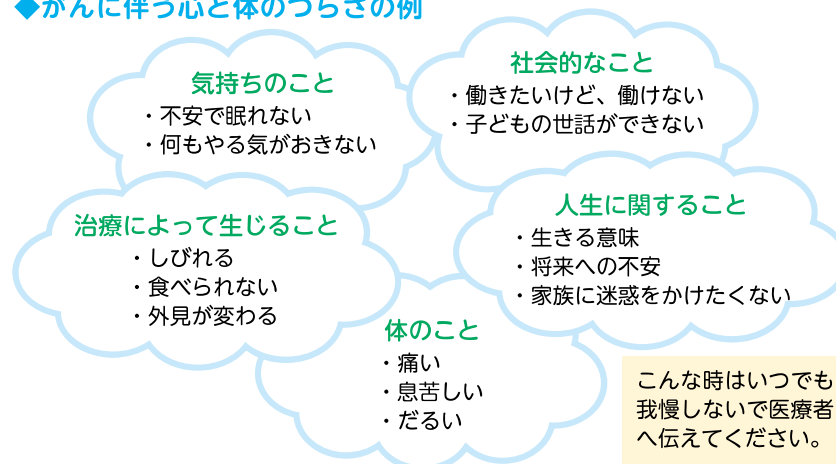 ◆がんに伴う心と体のつらさの例
気持ちのこと
・不安で眠れない
・何もやる気がおきない
社会的なこと
・働きたいけど、働けない
・子どもの世話ができない
治療によって生じること
・しびれる
・食べられない
・外見が変わる
人生に関すること
・生きる意味
・将来への不安
・家族に迷惑をかけたくない
体のこと
・痛い
・息苦しい
・だるい
こんな時はいつでも
我慢しないで医療者
へ伝えてください。